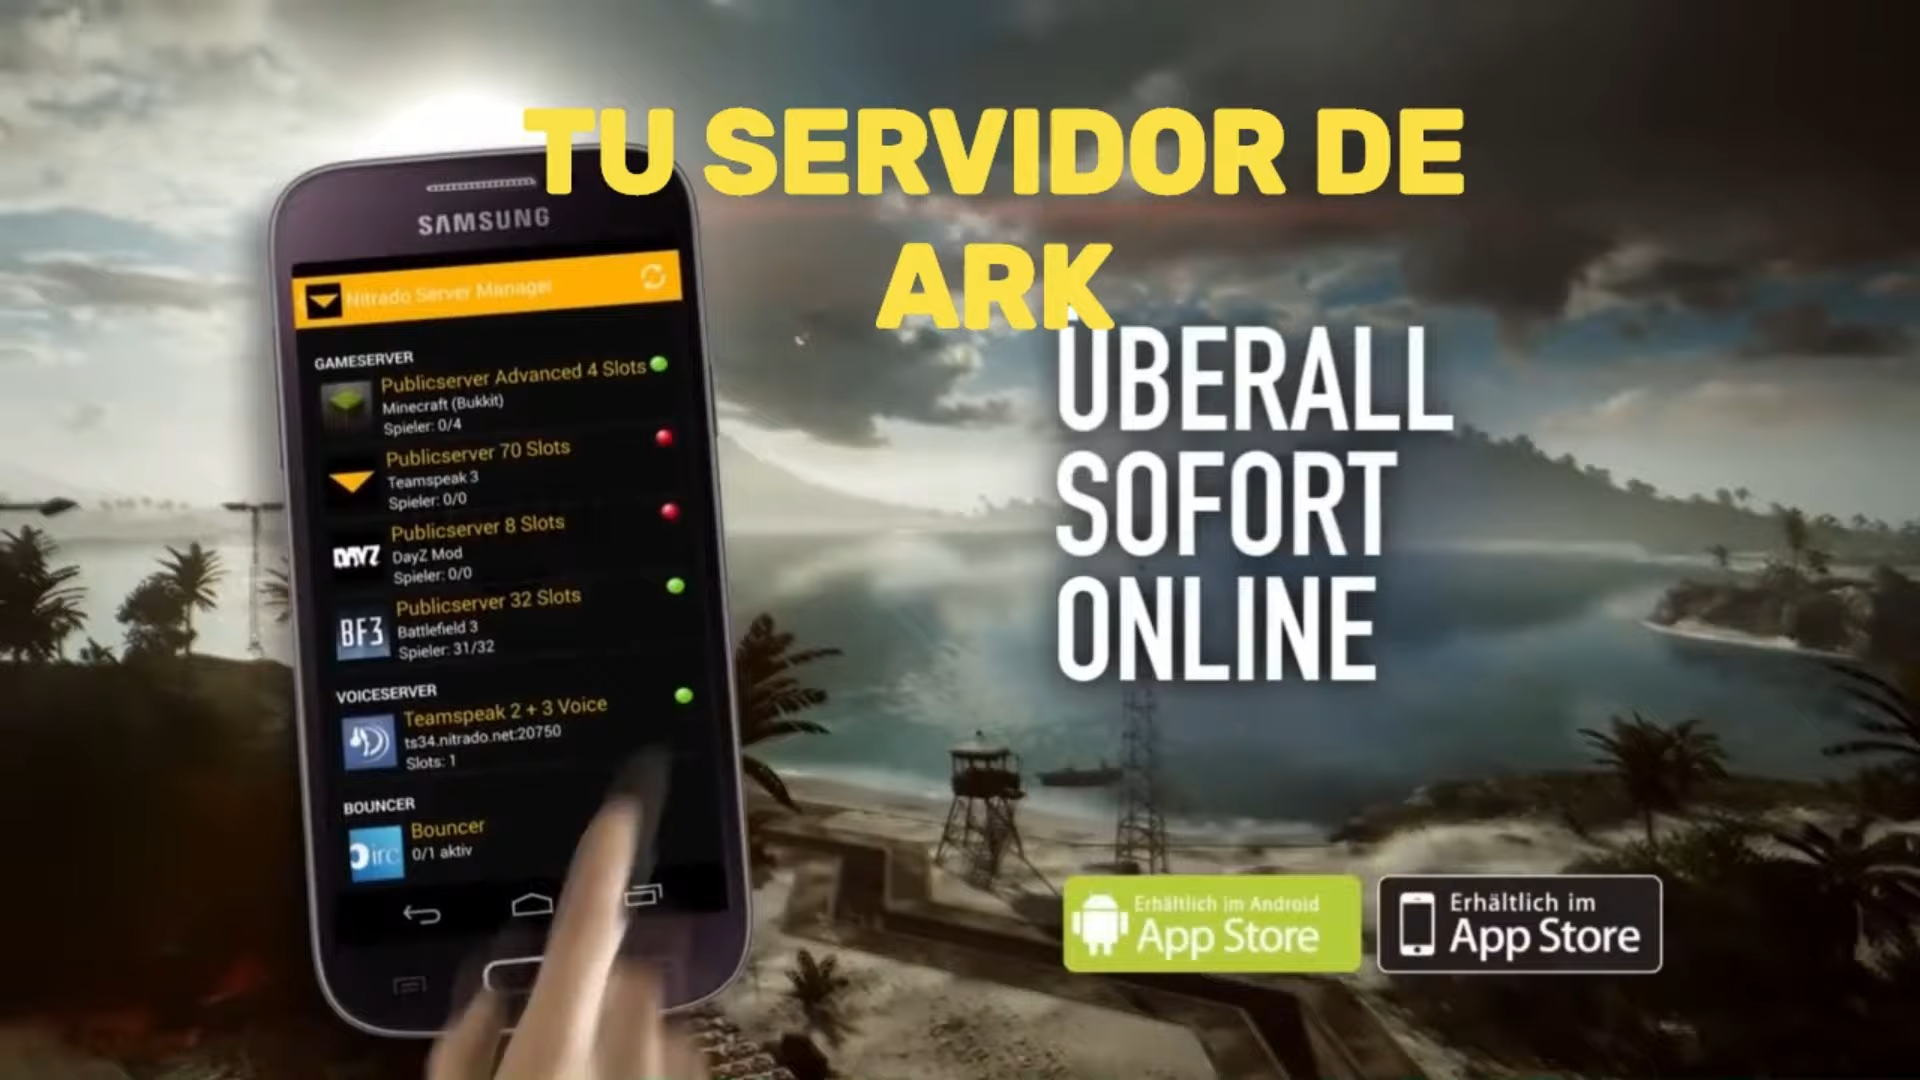 TU SERVIDOR DE
ARK
SAMSUNG
Nitrado Server Manager
GAMESERVER
Publicserver Advanced 4 Slots
Minecraft (Bukkit)
Spieler: 0/4
Publicserver 70 Slots
Teamspeak 3
Spieler: 0/0
DAYZ
Publicserver 8 Slots
DayZ Mod
Spieler: 0/0
BF3
Publicserver 32 Slots
Battlefield 3
Spieler: 31/32
VOICESERVER
Teamspeak 2 + 3 Voice
ts34.nitrado.net:20750
Slots: 1
BOUNCER
irc
Bouncer
0/1 aktiv
ÜBERALL
SOFORT
ONLINE
Erhältlich im Android
App Store
Erhältlich im
App Store